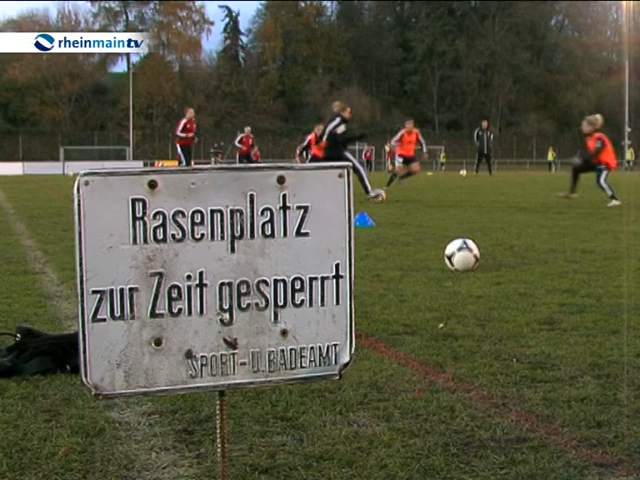 rheinmaintv
Rasenplatz
zur Zeit gesperrt
SPORT-U.BADEAMT